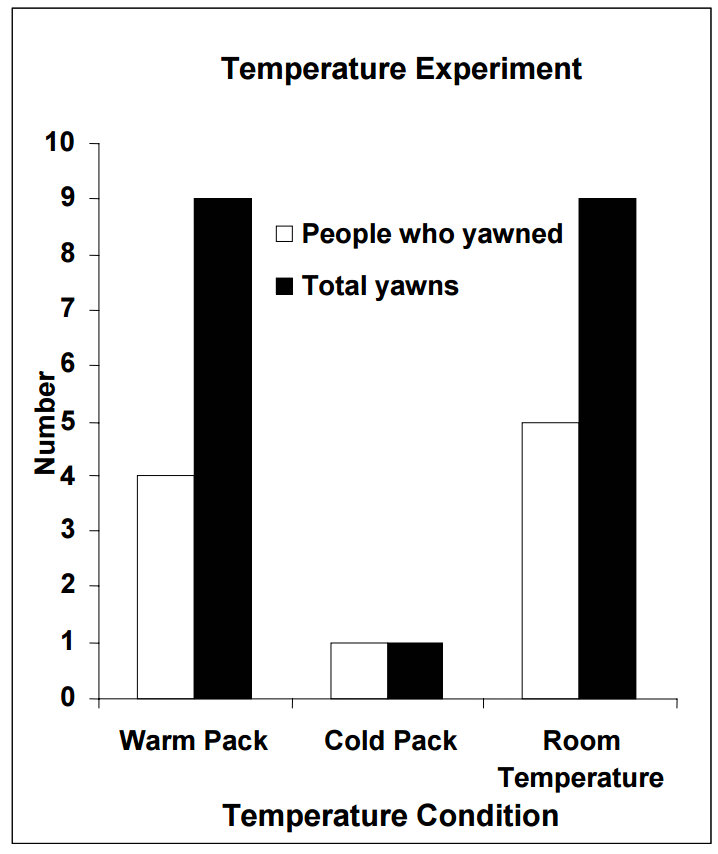 Temperature Experiment
10
9
8
7
6
5
4
3
2
1
0
Number
People who yawned
Total yawns
Warm Pack
Cold Pack
Room
Temperature
Temperature Condition